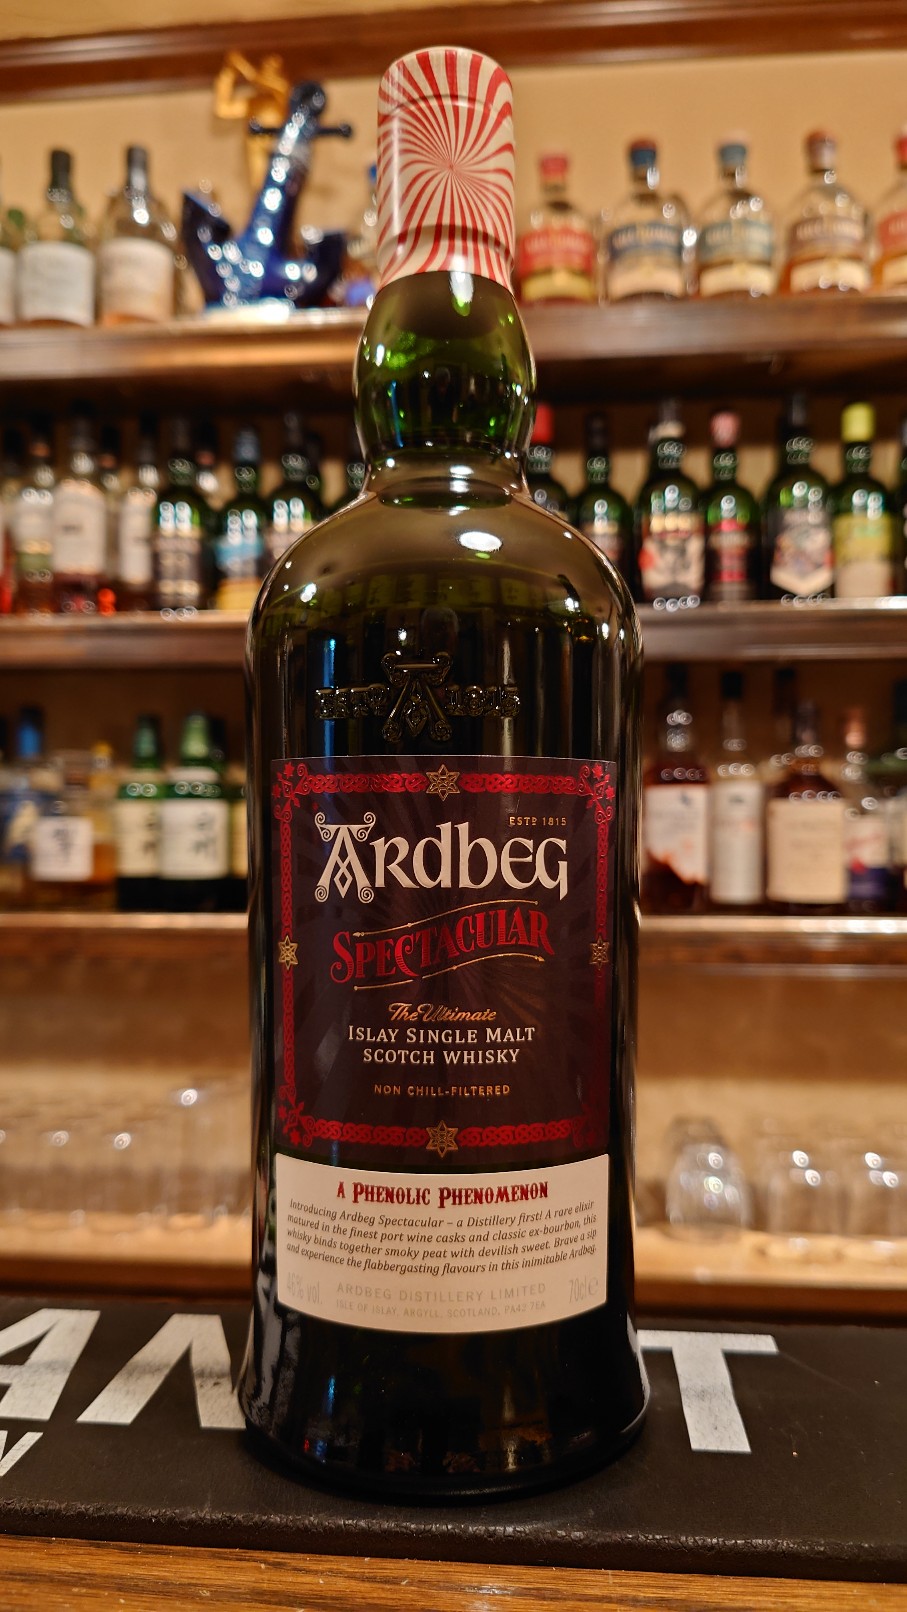 ESTD 1815
ESTD 1815
ARDBEG
SPECTACULAR
The Ultimate
ISLAY SINGLE MALT
SCOTCH WHISKY
NON CHILL-FILTERED
A PHENOLIC PHENOMENON
Introducing Ardbeg Spectacular – a Distillery first! A rare elixir
matured in the finest port wine casks and classic ex-bourbon, this
whisky binds together smoky peat with devilish sweet. Brave a sip
and experience the flabbergasting flavours in this inimitable Ardbeg.
46% vol. ARDBEG DISTILLERY LIMITED 70cl e
ISLE OF ISLAY, ARGYLL, SCOTLAND, PA42 7EA